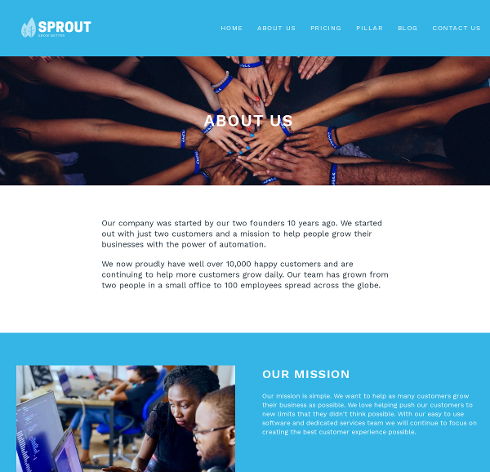 SPROUT
HOME ABOUT US PRICING PILLAR BLOG CONTACT US
ABOUT US
Our company was started by our two founders 10 years ago. We started
out with just two customers and a mission to help people grow their
businesses with the power of automation.
We now proudly have well over 10,000 happy customers and are
continuing to help more customers grow daily. Our team has grown from
two people in a small office to 100 employees spread across the globe.
OUR MISSION
Our mission is simple. We want to help as many customers grow
their business as possible. We love helping push our customers to
new limits that they didn't think possible. With our easy to use
software and dedicated services team we will continue to focus on
creating the best customer experience possible.